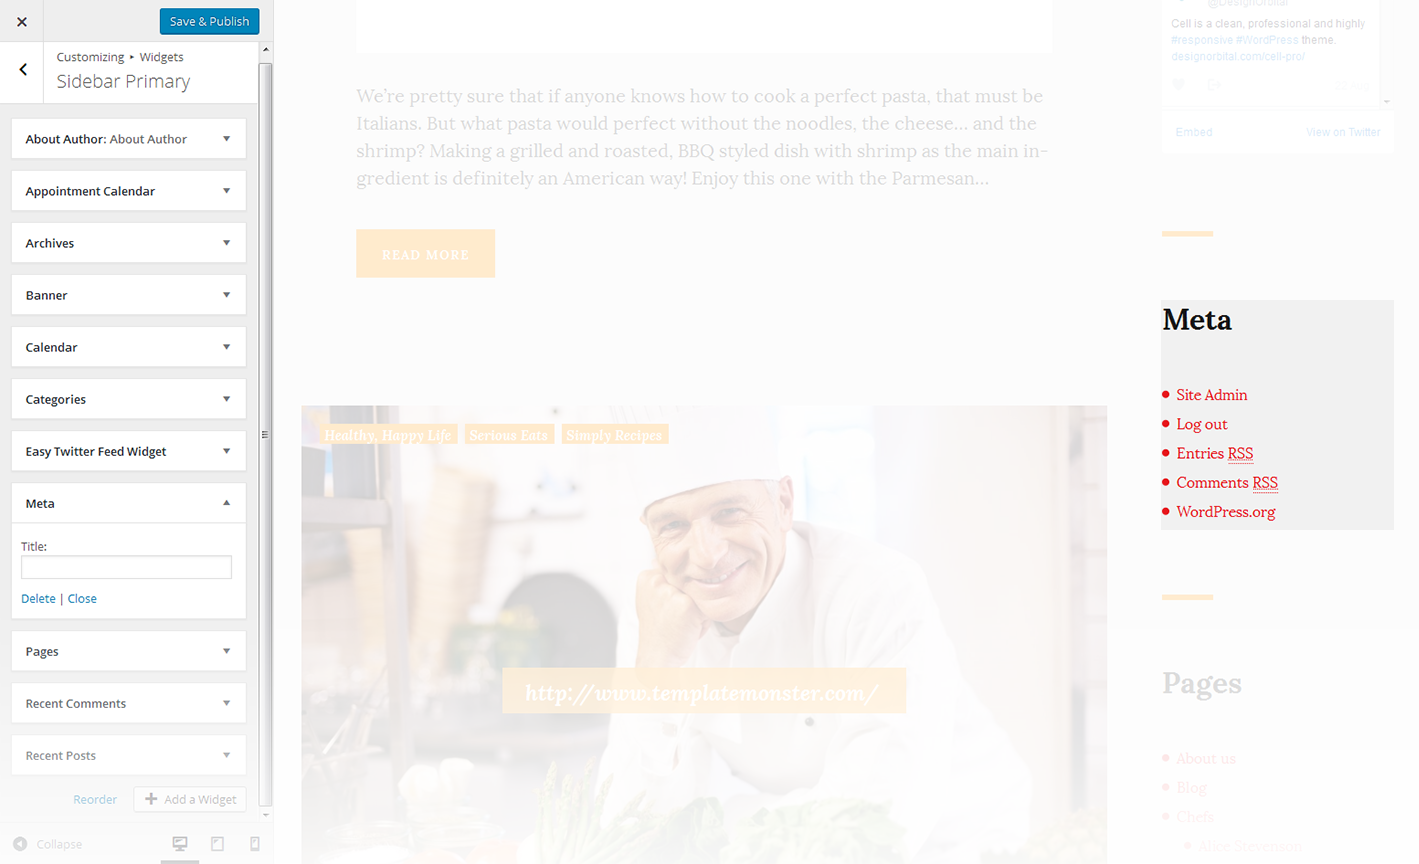 Save & Publish
Customizing ▸ Widgets
Sidebar Primary
About Author: About Author
Appointment Calendar
Archives
Banner
Calendar
Categories
Easy Twitter Feed Widget
Meta
Title:
Delete | Close
Pages
Recent Comments
Recent Posts
Reorder
Add a Widget
Collapse
We're pretty sure that if anyone knows how to cook a perfect pasta, that must be
Italians. But what pasta would perfect without the noodles, the cheese… and the
shrimp? Making a grilled and roasted, BBQ styled dish with shrimp as the main in-
gredient is definitely an American way! Enjoy this one with the Parmesan…
READ MORE
Healthy, Happy Life
Serious Eats
Simply Recipes
http://www.templatemonster.com/
@DesignOrbital
Cell is a clean, professional and highly
#responsive #WordPress theme.
designorbital.com/cell-pro/
Embed
View on Twitter
Meta
Site Admin
Log out
Entries RSS
Comments RSS
WordPress.org
Pages
About us
Blog
Chefs
Alice Stevenson